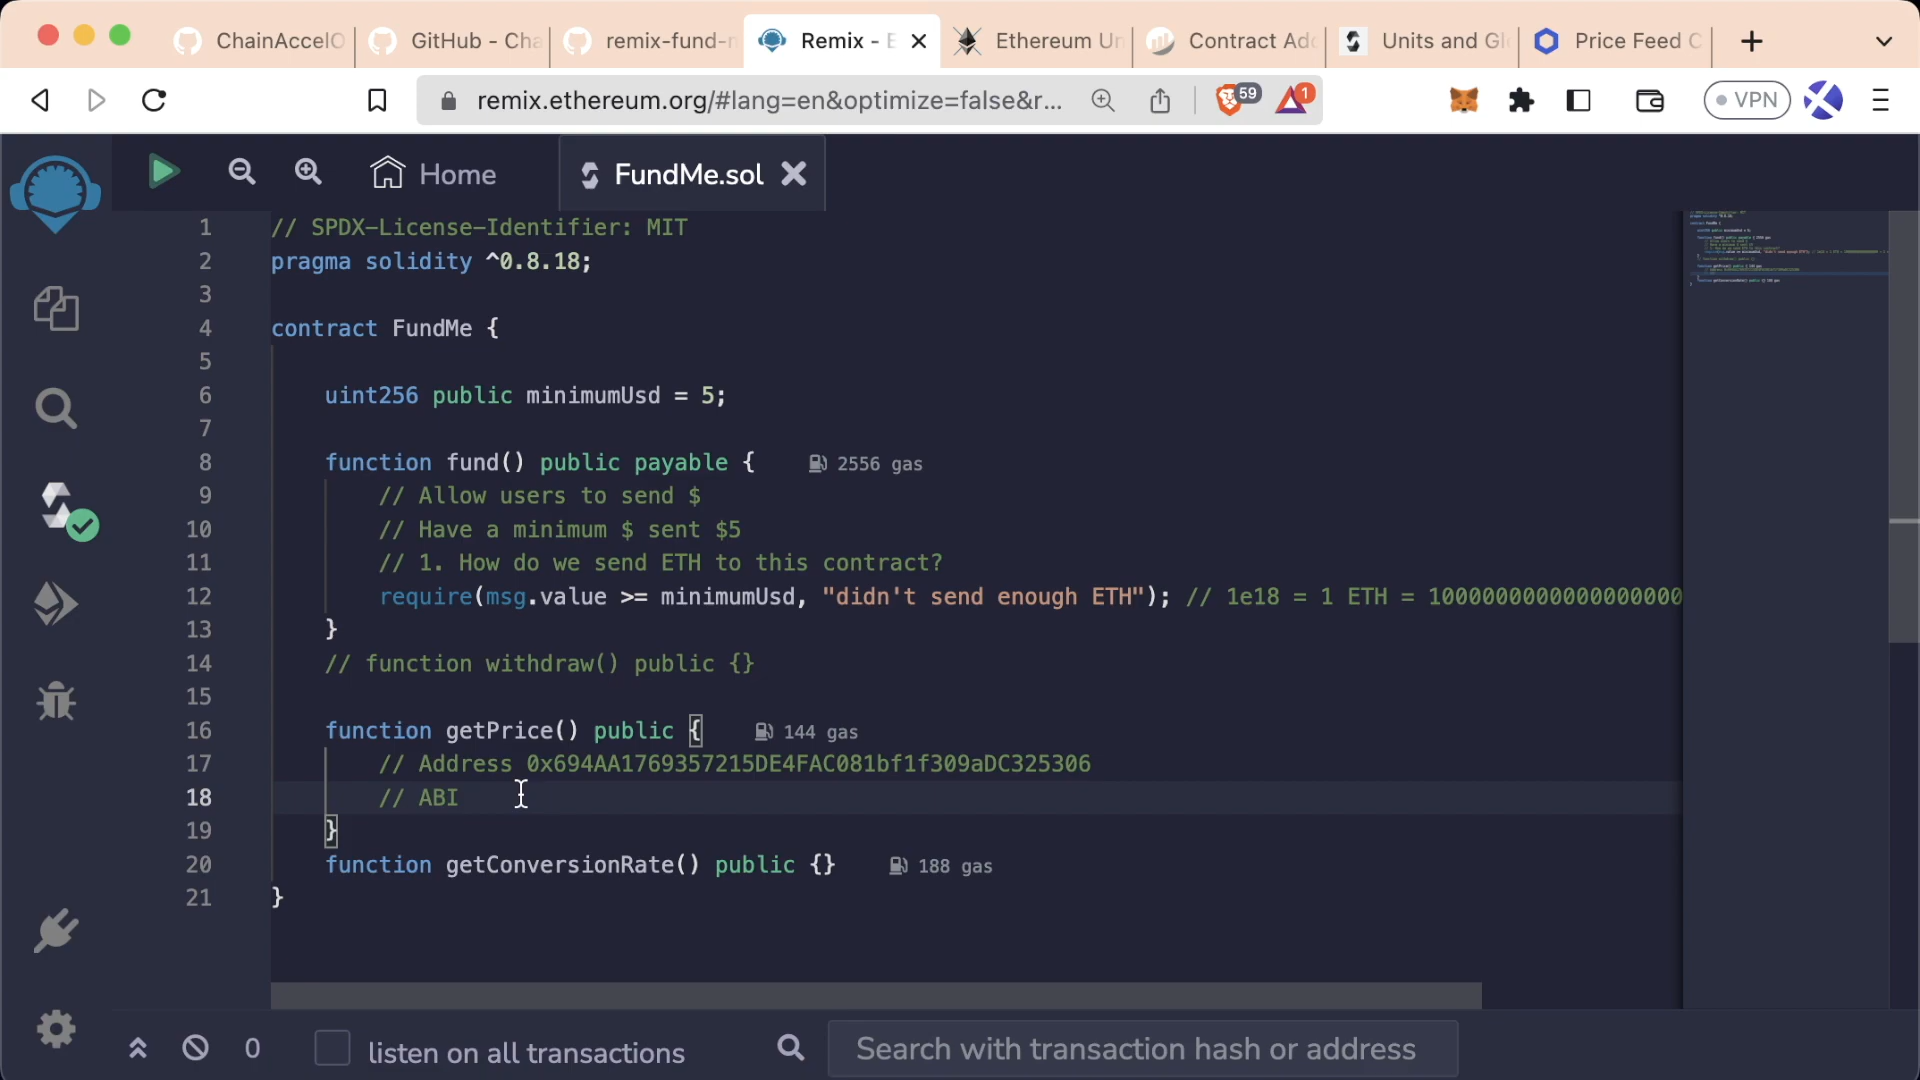 ChainAccelO
GitHub - Cha
remix-fund-
Remix -
Ethereum Un
Contract Add
Units and Gl
Price Feed C
remix.ethereum.org/#lang=en&optimize=false&r...
59
1
VPN
Home
FundMe.sol
1 // SPDX-License-Identifier: MIT
2 pragma solidity ^0.8.18;
3
4 contract FundMe {
5
6 uint256 public minimumUsd = 5;
7
8 function fund() public payable { 2556 gas
9 // Allow users to send $
10 // Have a minimum $ sent $5
11 // 1. How do we send ETH to this contract?
12 require(msg.value >= minimumUsd, "didn't send enough ETH"); // 1e18 = 1 ETH = 1000000000000000000
13 }
14 // function withdraw() public {}
15
16 function getPrice() public { 144 gas
17 // Address 0x694AA1769357215DE4FAC081bf1f309aDC325306
18 // ABI
19 }
20 function getConversionRate() public {} 188 gas
21 }
0
listen on all transactions
Search with transaction hash or address